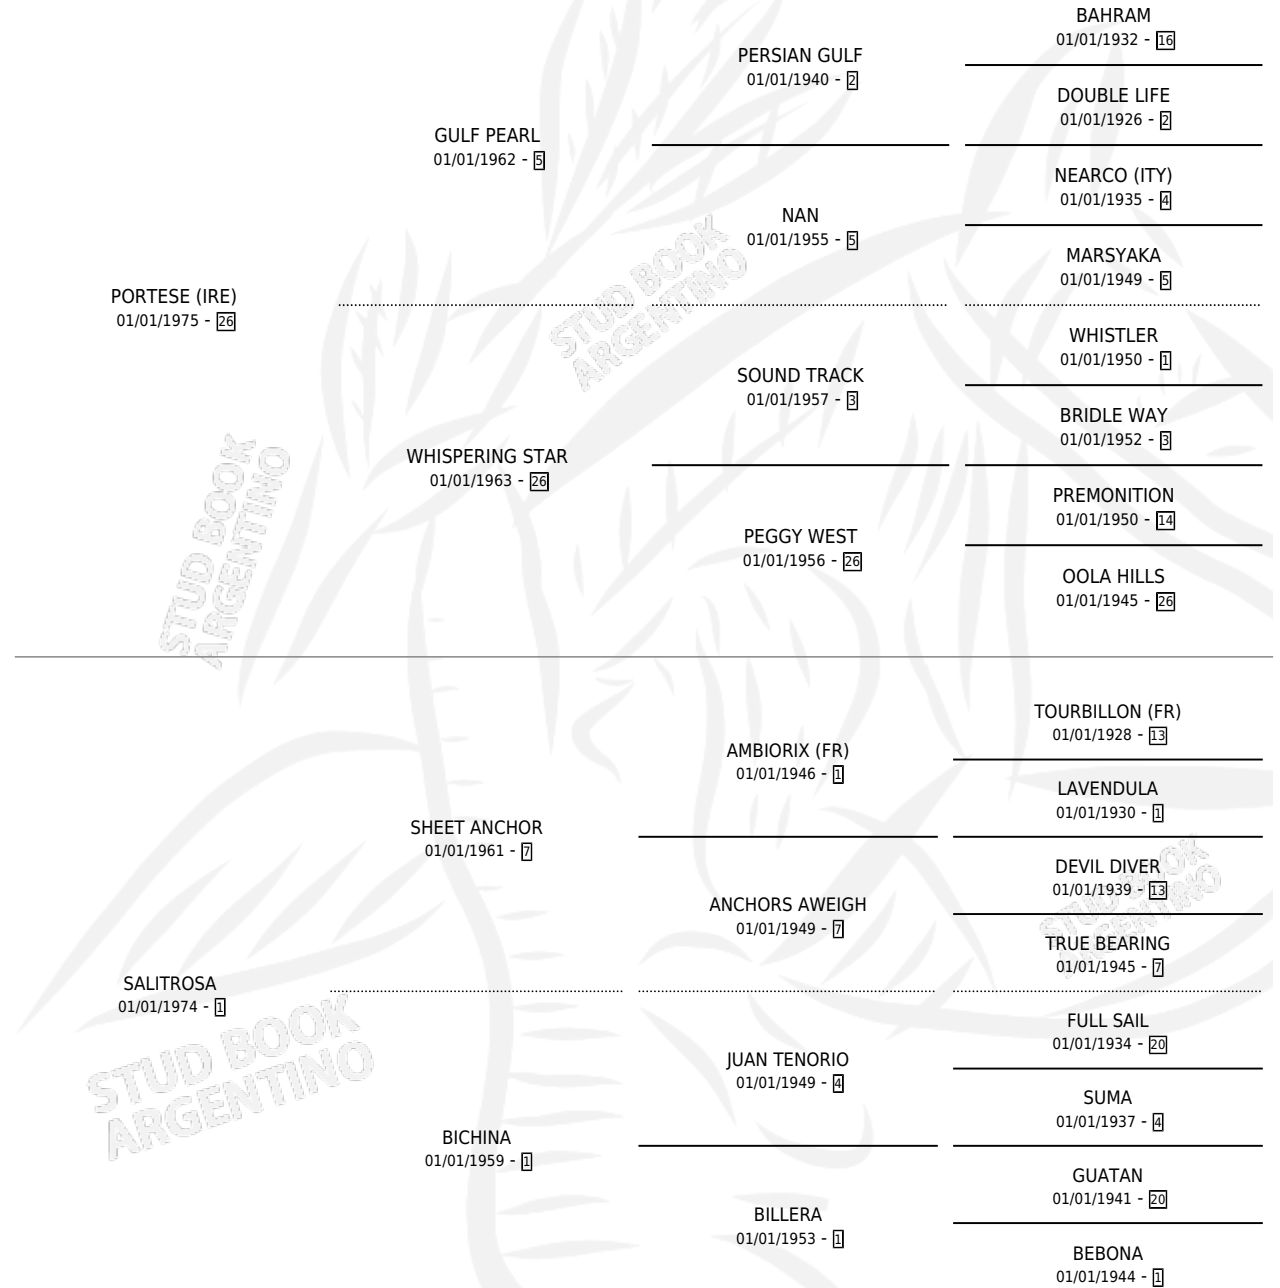 BAHRAM
01/01/1932 - 16
PERSIAN GULF
01/01/1940 - 2
DOUBLE LIFE
01/01/1926 - 2
GULF PEARL
01/01/1962 - 5
NEARCO (ITY)
01/01/1935 - 4
NAN
01/01/1955 - 5
MARSYAKA
01/01/1949 - 5
PORTESE (IRE)
01/01/1975 - 26
WHISTLER
01/01/1950 - 1
SOUND TRACK
01/01/1957 - 3
BRIDLE WAY
01/01/1952 - 3
WHISPERING STAR
01/01/1963 - 26
PREMONITION
01/01/1950 - 14
PEGGY WEST
01/01/1956 - 26
OOLA HILLS
01/01/1945 - 26
TOURBILLON (FR)
01/01/1928 - 13
AMBIORIX (FR)
01/01/1946 - 1
LAVENDULA
01/01/1930 - 1
SHEET ANCHOR
01/01/1961 - 7
DEVIL DIVER
01/01/1939 - 13
ANCHORS AWEIGH
01/01/1949 - 7
TRUE BEARING
01/01/1945 - 7
SALITROSA
01/01/1974 - 1
FULL SAIL
01/01/1934 - 20
JUAN TENORIO
01/01/1949 - 4
SUMA
01/01/1937 - 4
BICHINA
01/01/1959 - 1
GUATAN
01/01/1941 - 20
BILLERA
01/01/1953 - 1
BEBONA
01/01/1944 - 1
STUD BOOK
ARGENTINO
STUD BOOK
ARGENTINO
STUD BOOK
ARGENTINO
STUD BOOK
ARGENTINO